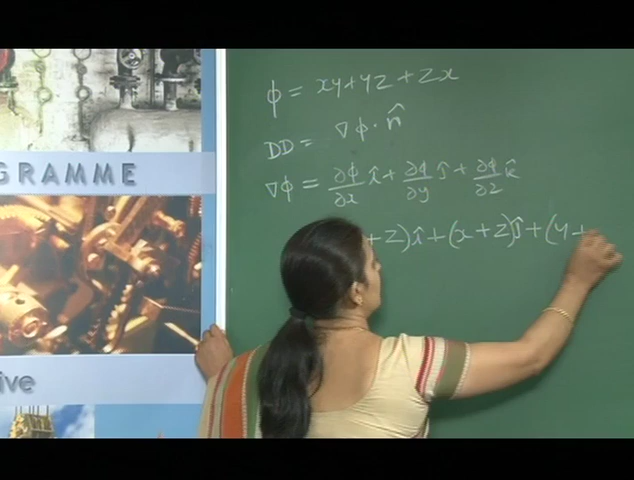 φ = xy+yz+zx
DD = ∇φ·n̂
∇φ = ∂φ/∂x î + ∂φ/∂y ĵ + ∂φ/∂z k̂
+z)î+(x+z)ĵ+(y+
GRAMME
ive